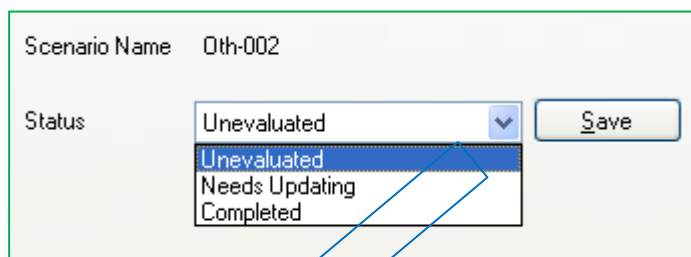 Scenario Name Oth-002
Status Unevaluated Save
Unevaluated
Needs Updating
Completed